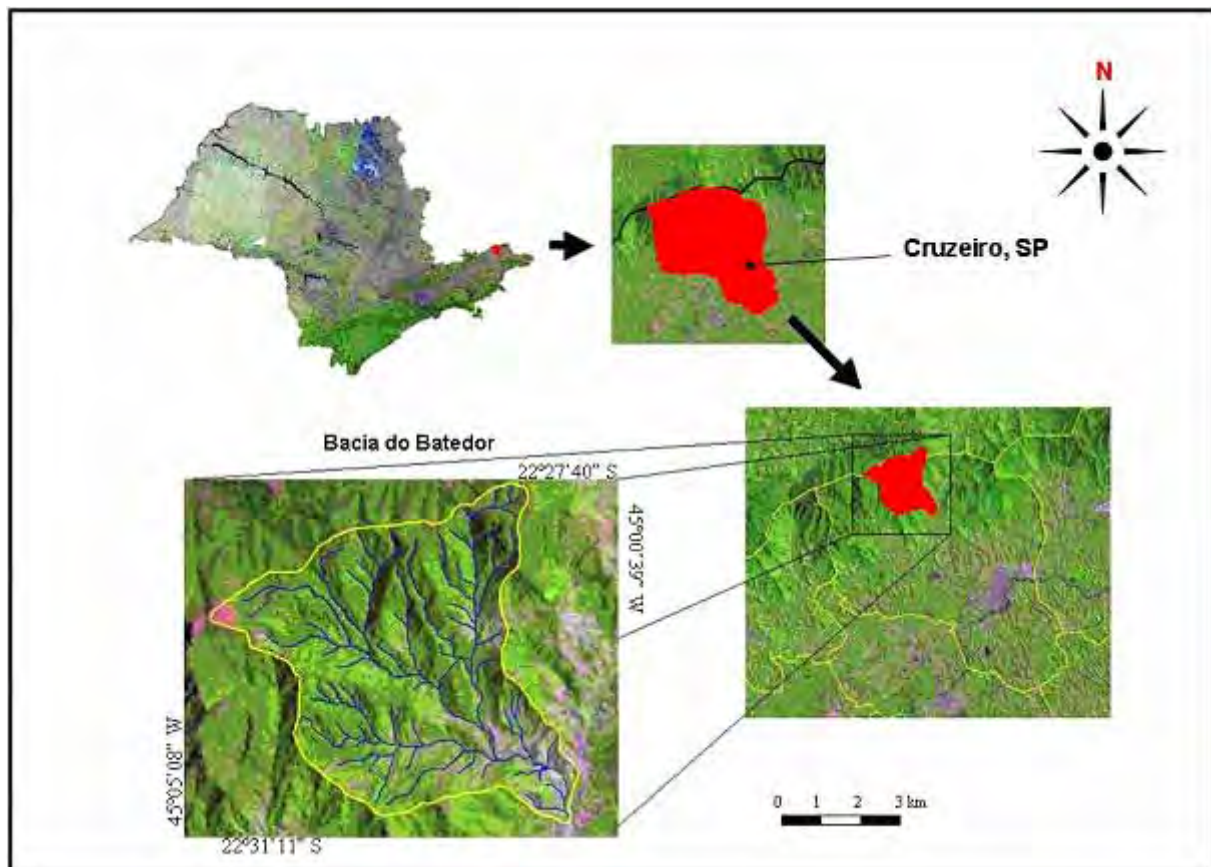 N
Cruzeiro, SP
Bacia do Batedor
22°27'40" S
45°00'39" W
45°05'08" W
22°31'11" S
0 1 2 3 km